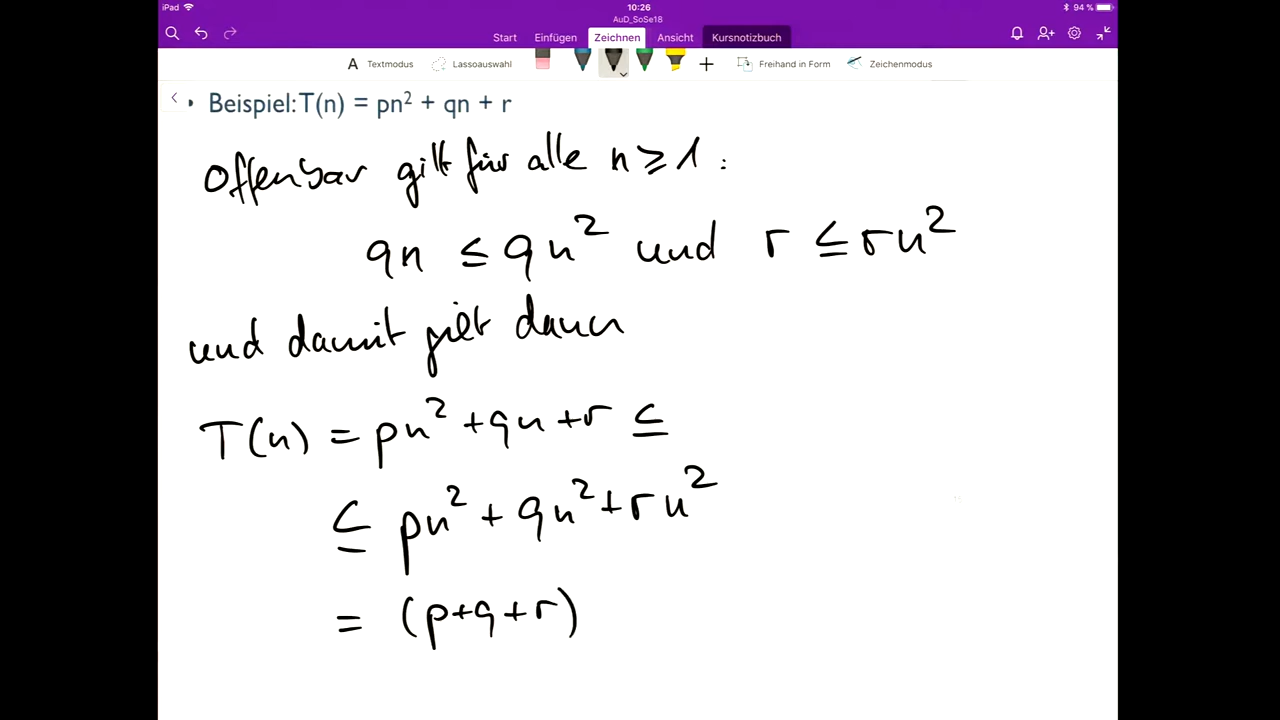 iPad 10:26 94 %
AuD_SoSe18
Start Einfügen Zeichnen Ansicht Kursnotizbuch
A Textmodus Lassoauswahl Freihand in Form Zeichenmodus
• Beispiel: T(n) = pn² + qn + r
Offenbar gilt für alle n ≥ 1 :
qn ≤ qn² und r ≤ rn²
und damit gilt dann
T(n) = pn² + qn + r ≤
≤ pn² + qn² + rn²
= (p+q+r)